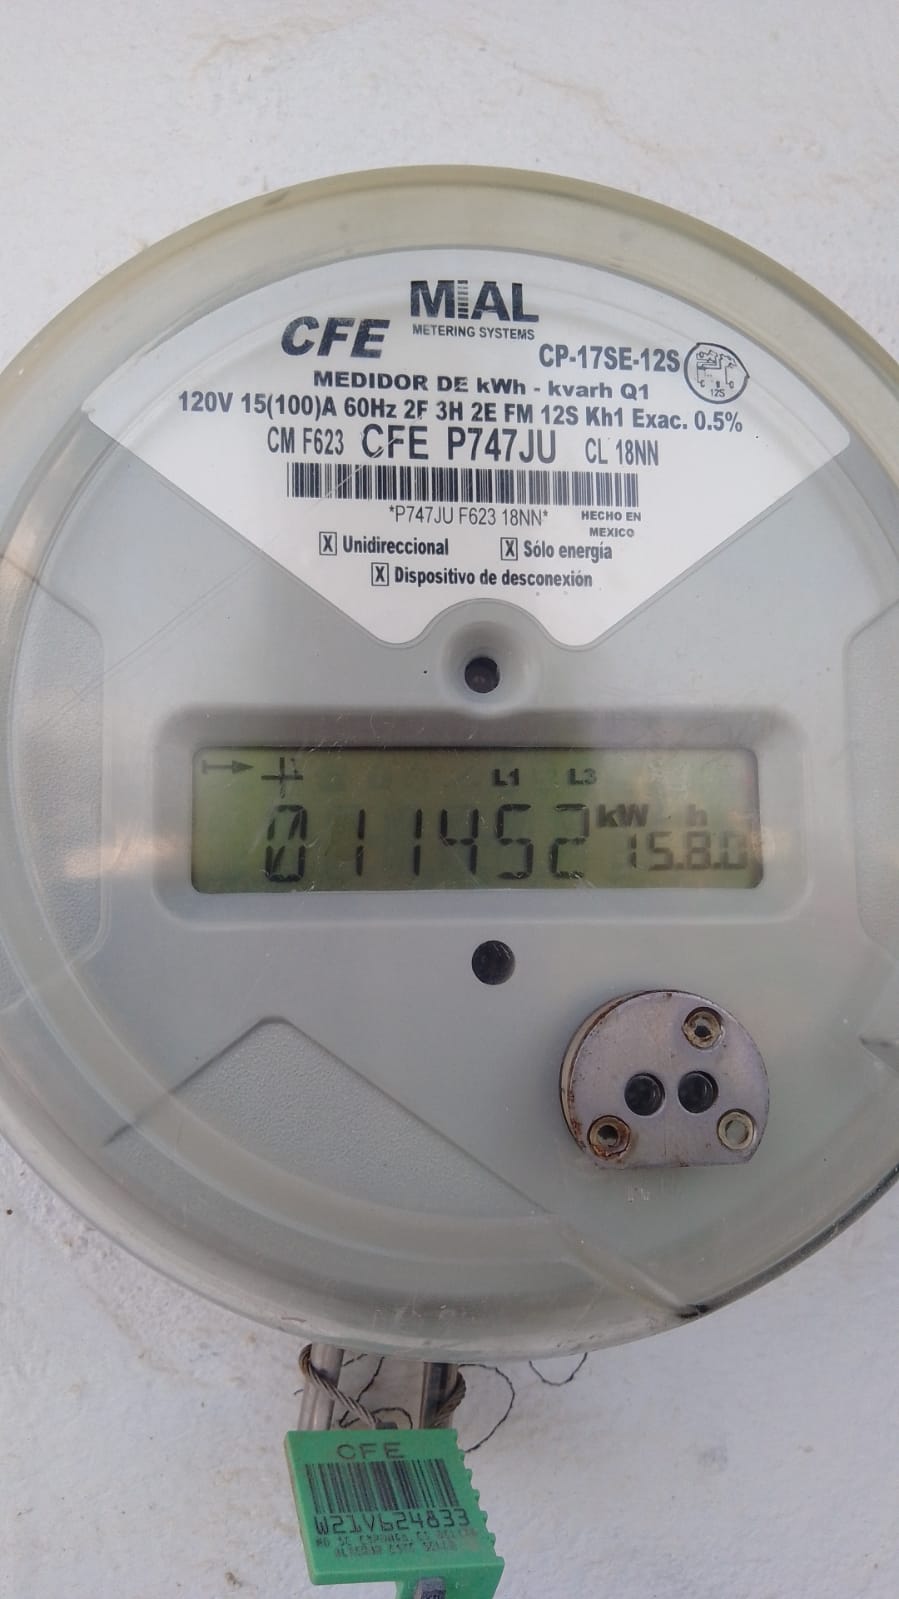 MIAL
METERING SYSTEMS
CFE
CP-17SE-12S
12S
MEDIDOR DE kWh - kvarh Q1
120V 15(100)A 60Hz 2F 3H 2E FM 12S Kh1 Exac. 0.5%
CM F623 CFE P747JU CL 18NN
*P747JU F623 18NN*
HECHO EN
MEXICO
X Unidireccional X Sólo energía
X Dispositivo de desconexión
L1 L3
011452 kW h 15.8.0
CFE
W21V624833